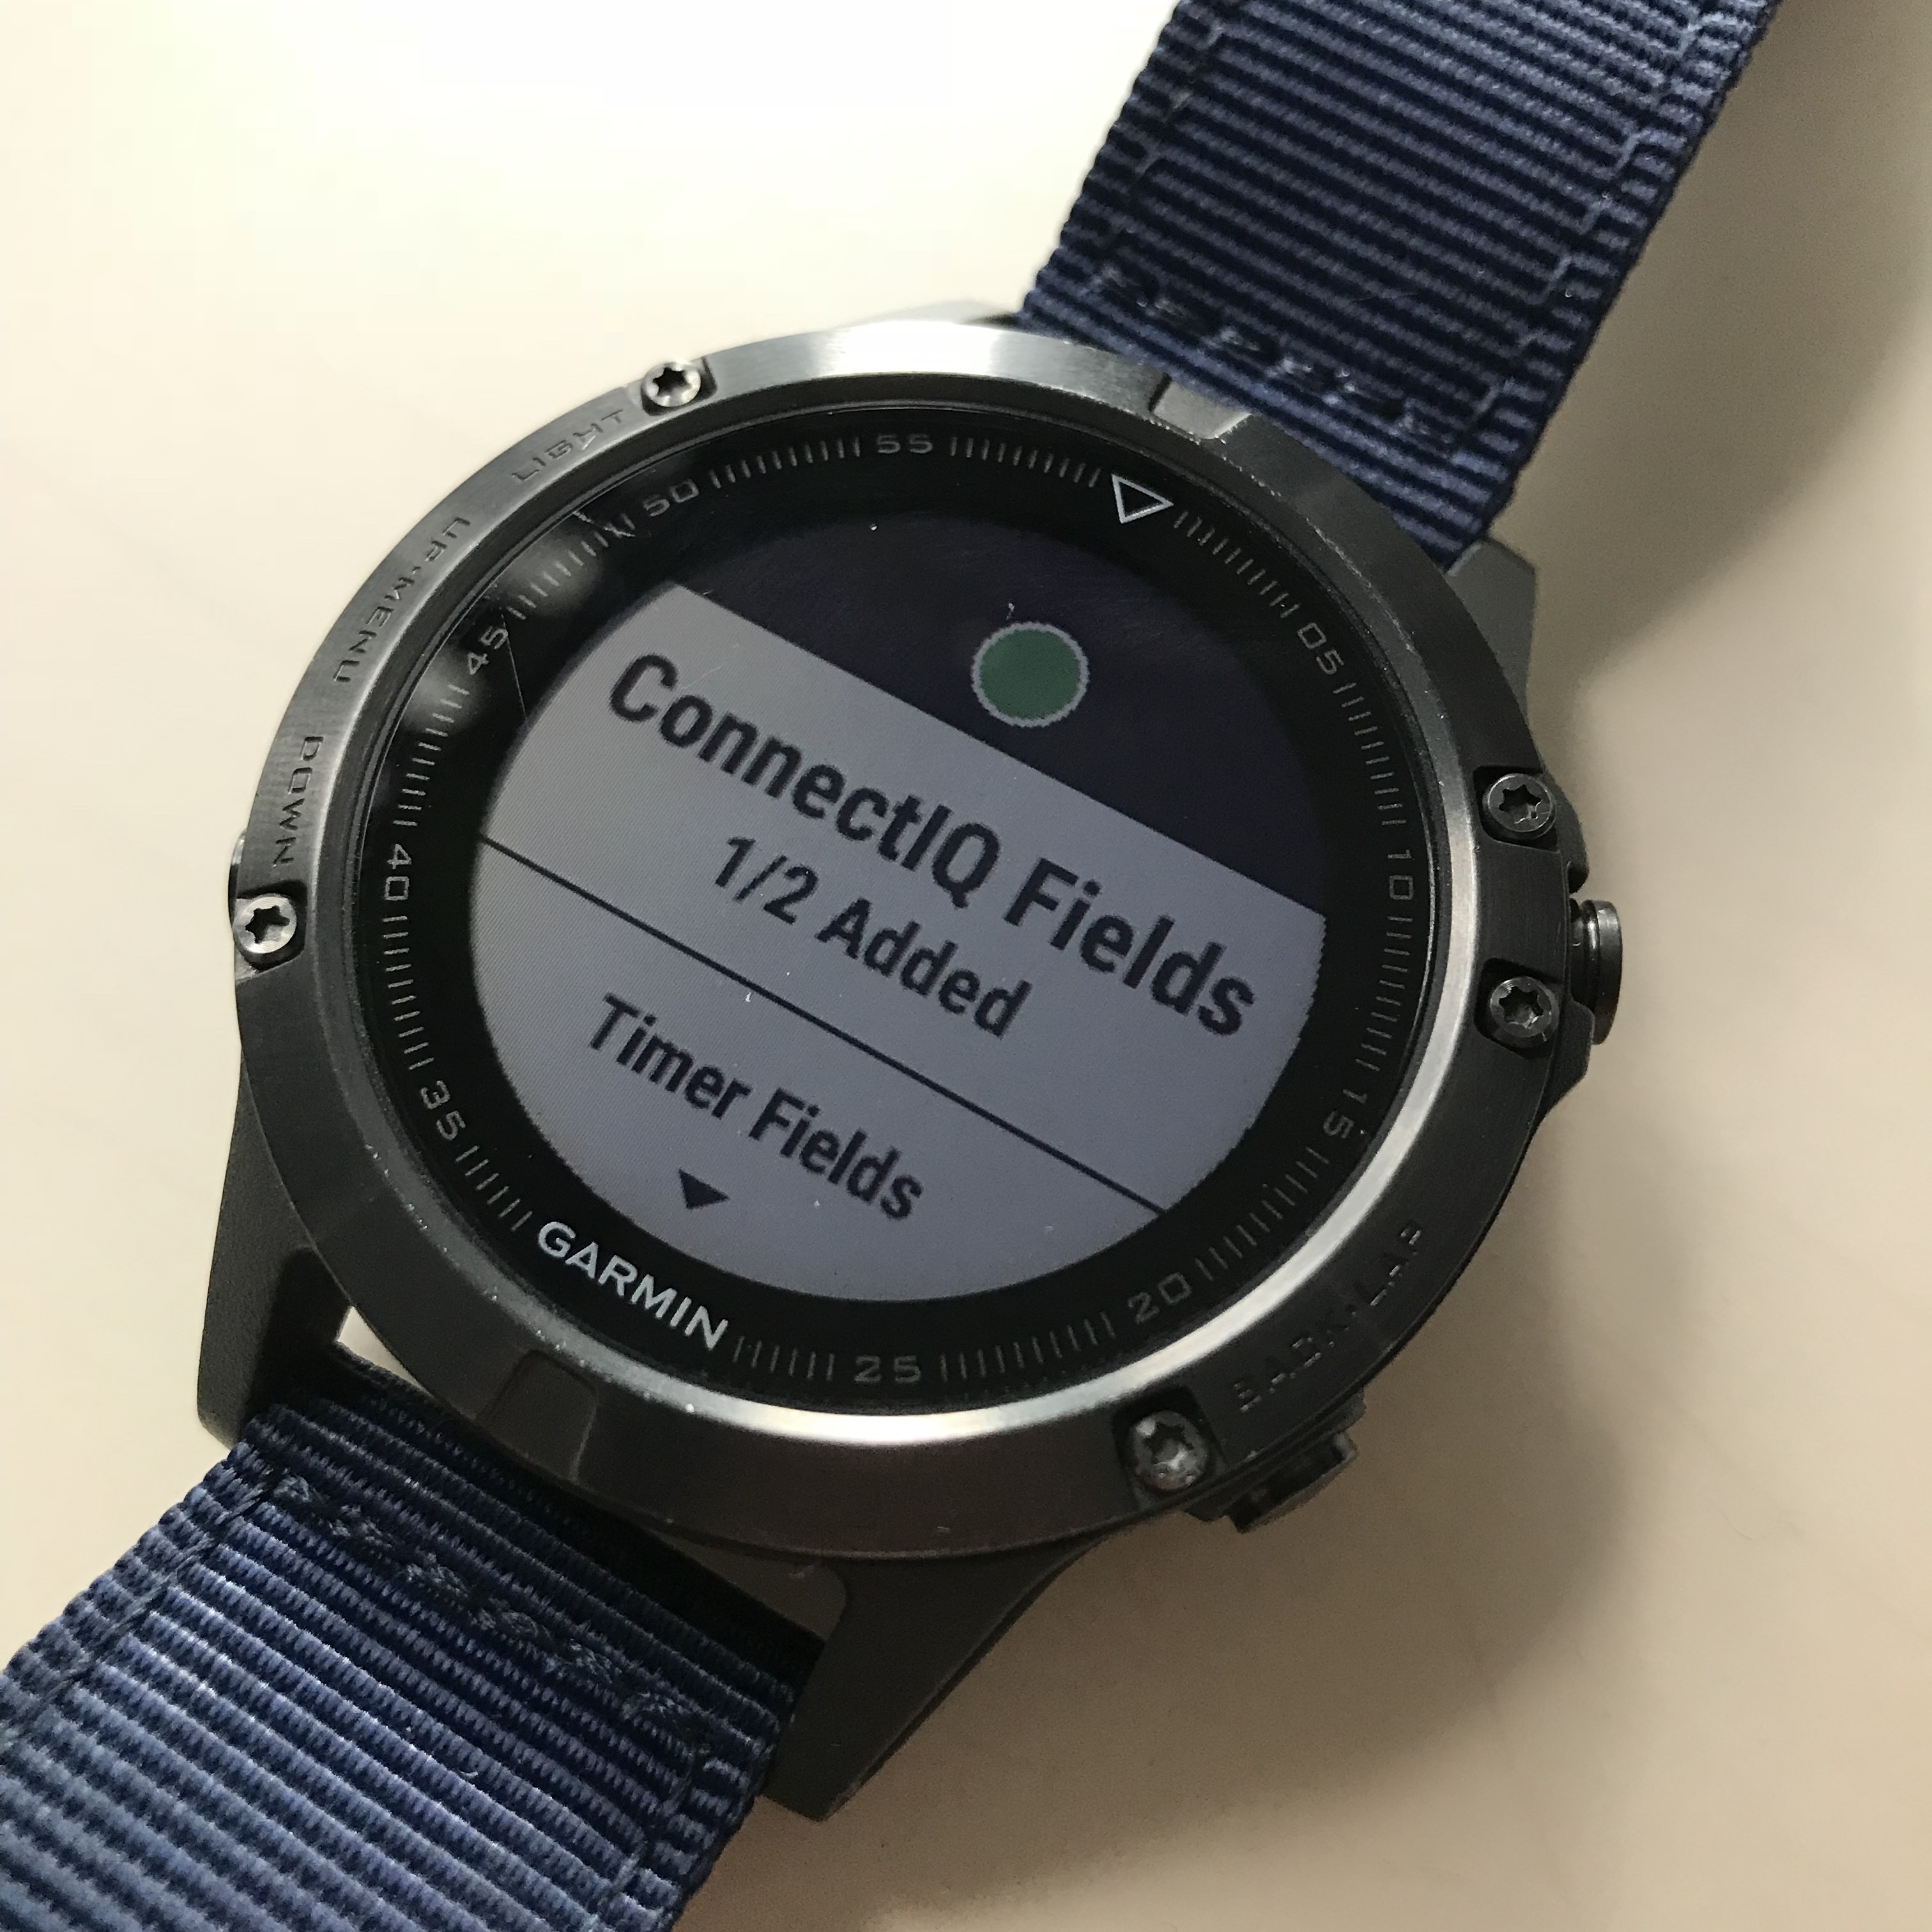 ConnectIQ Fields
1/2 Added
Timer Fields
GARMIN
LIGHT
UP·MENU
DOWN
BACK·LAP
55
05
10
15
20
25
35
40
45
50